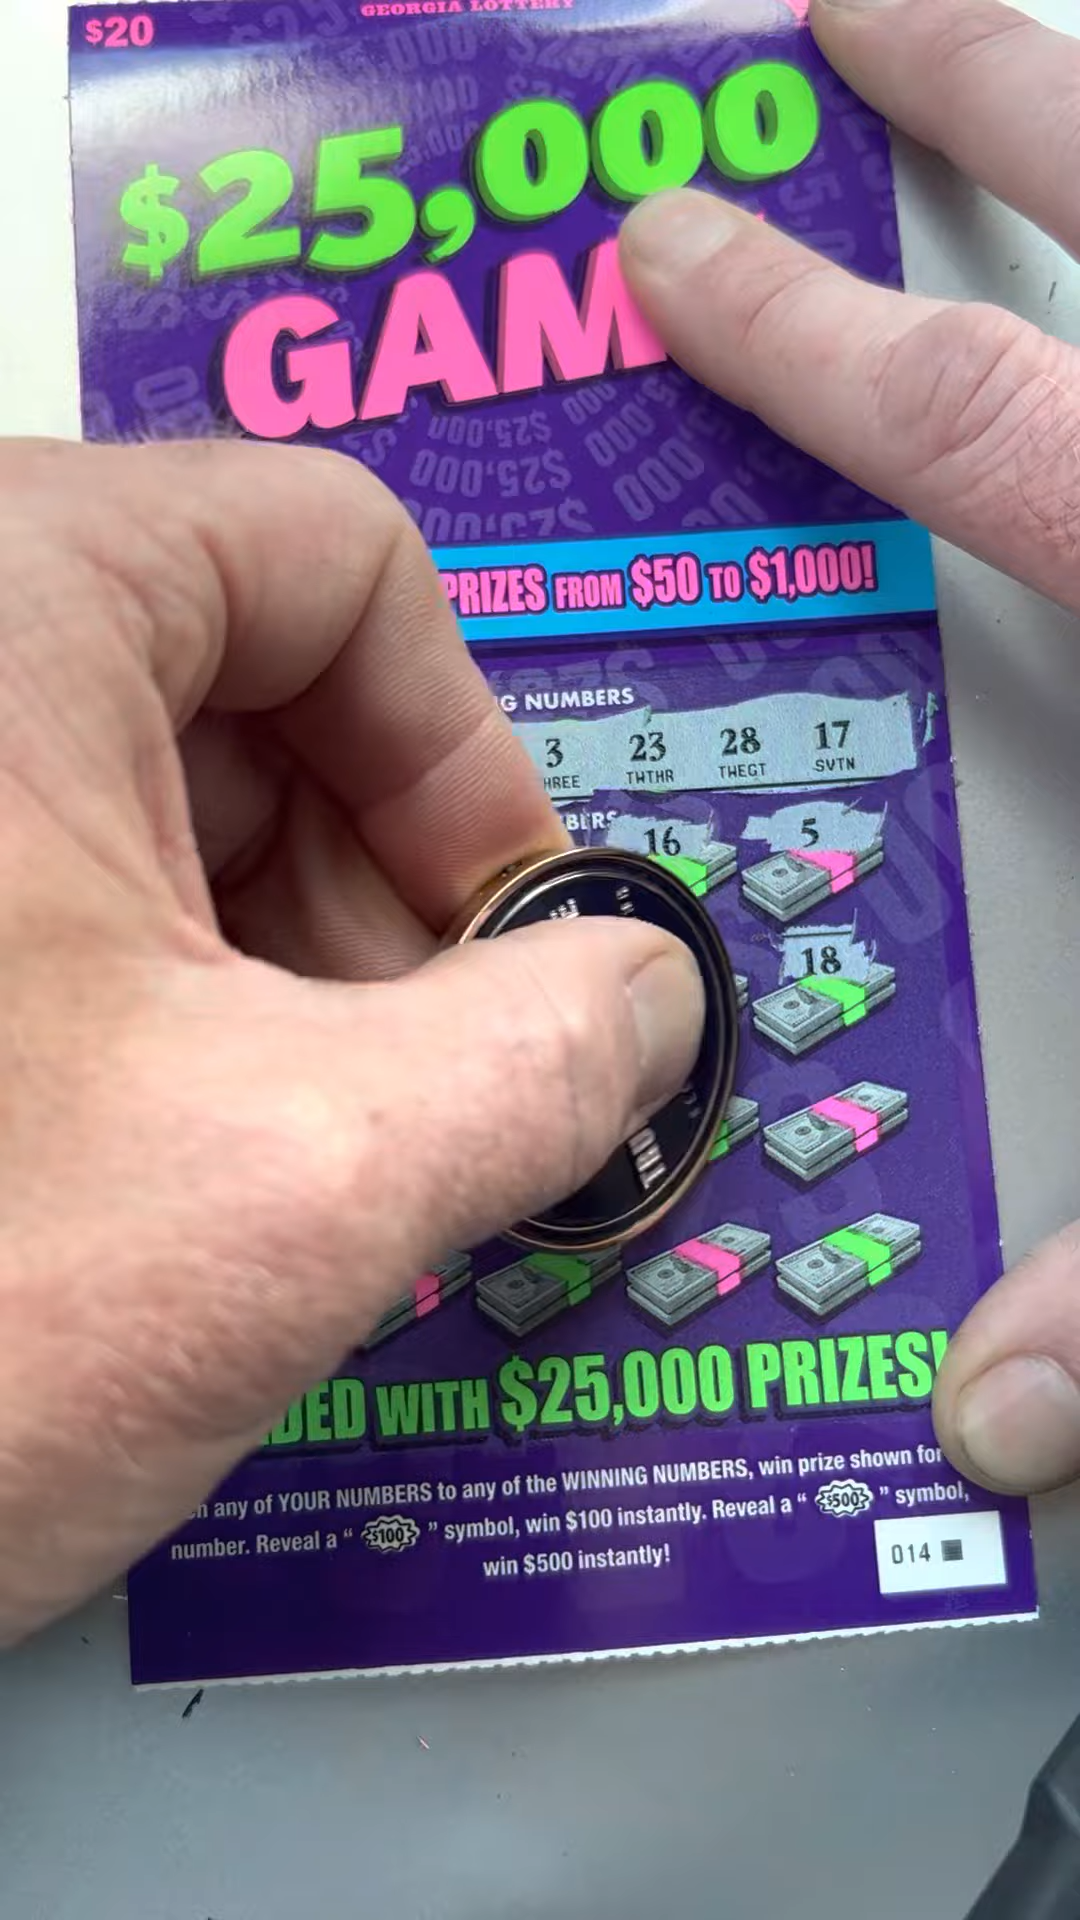 GEORGIA LOTTERY
$20
$25,000
GAM
PRIZES FROM $50 TO $1,000!
G NUMBERS
3 23 28 17
HREE TWTHR TWEGT SVTN
BERS
16 5
18
DED WITH $25,000 PRIZES!
any of YOUR NUMBERS to any of the WINNING NUMBERS, win prize shown for
number. Reveal a " $100 " symbol, win $100 instantly. Reveal a " $500 " symbol,
win $500 instantly!
014